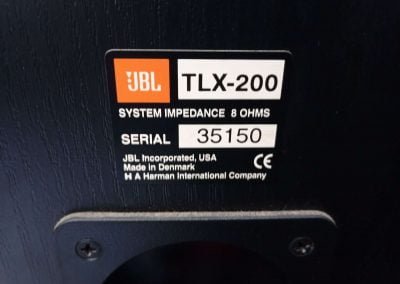 JBL TLX-200
SYSTEM IMPEDANCE 8 OHMS
SERIAL 35150
JBL Incorporated, USA
Made in Denmark CE
H A Harman International Company